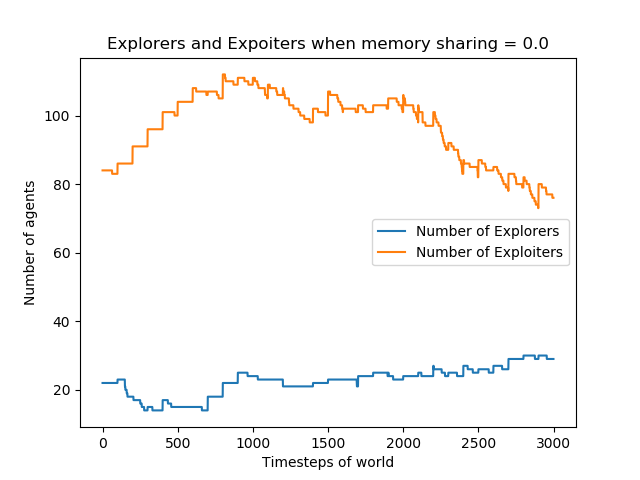 Explorers and Expoiters when memory sharing = 0.0
Number of agents
100
80
60
40
20
Number of Explorers
Number of Exploiters
0 500 1000 1500 2000 2500 3000
Timesteps of world